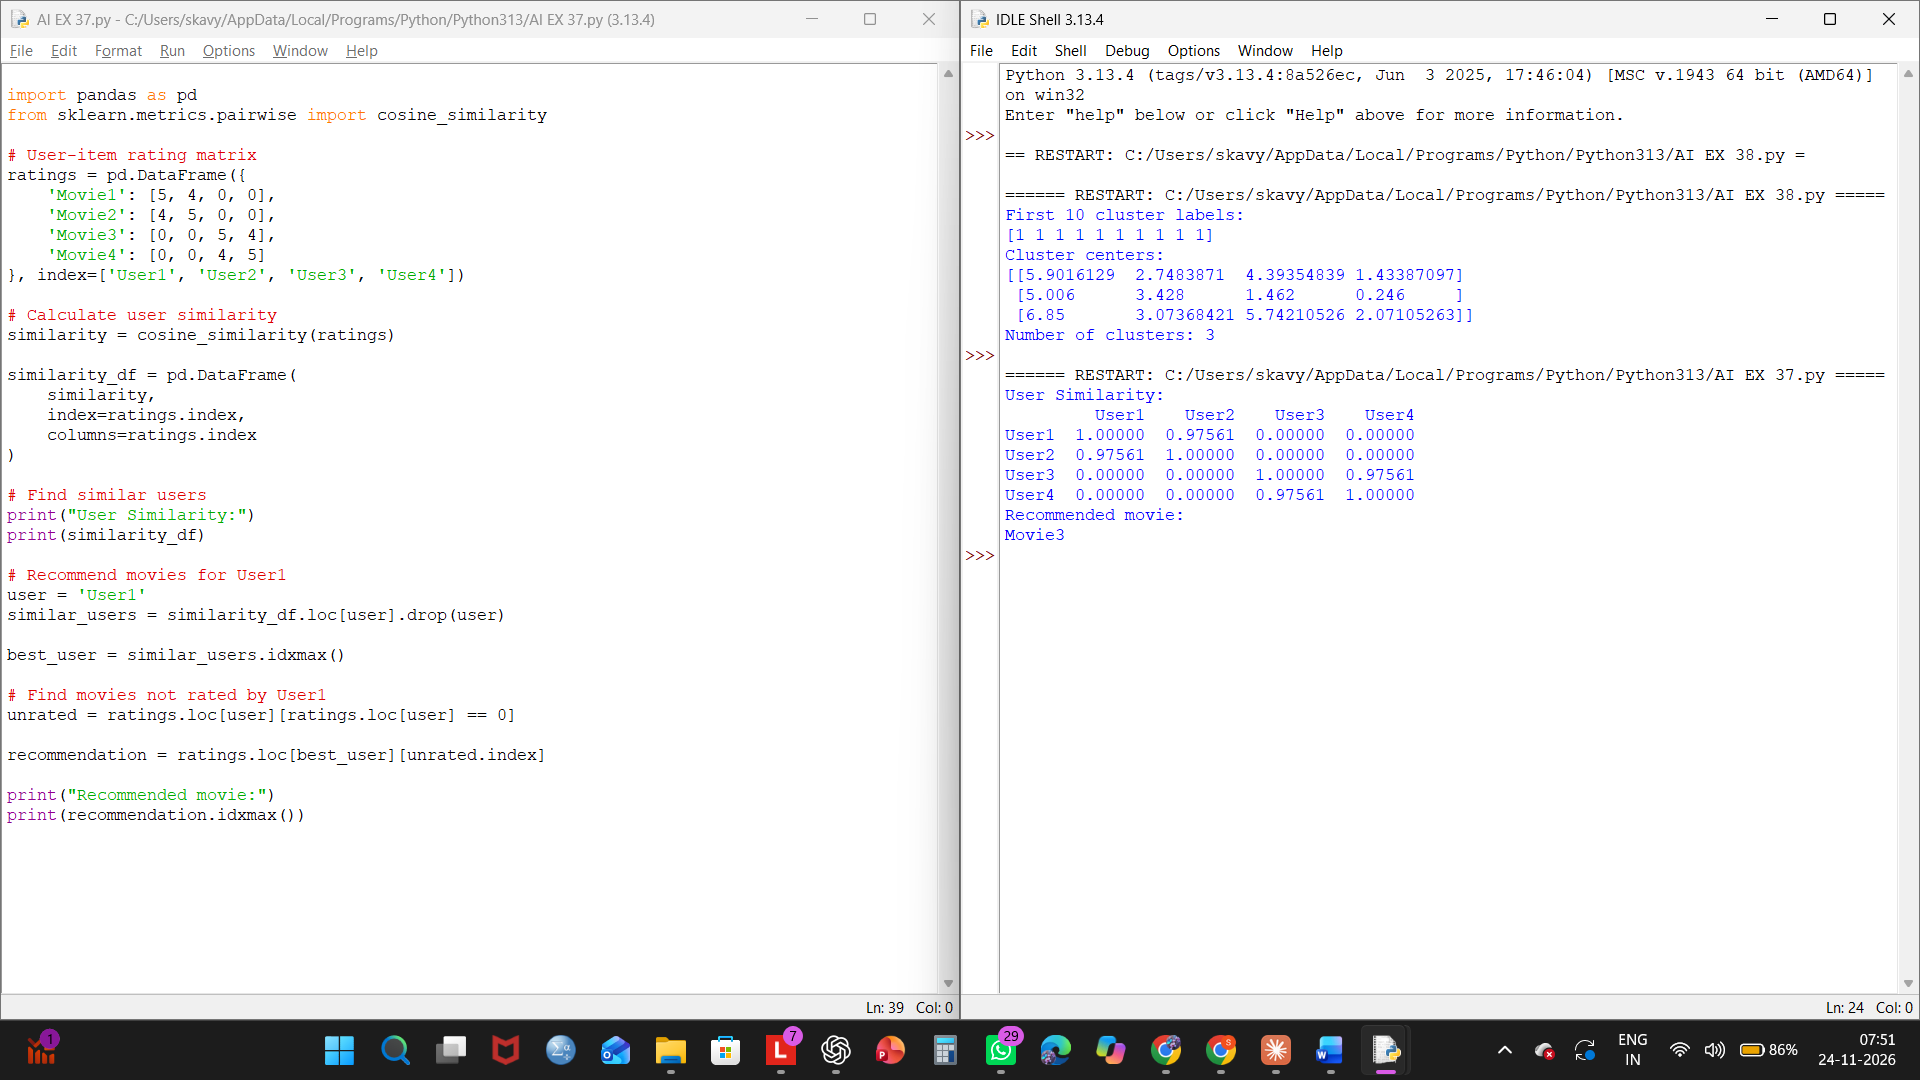 AI EX 37.py - C:/Users/skavy/AppData/Local/Programs/Python/Python313/AI EX 37.py (3.13.4)
File Edit Format Run Options Window Help
import pandas as pd
from sklearn.metrics.pairwise import cosine_similarity
# User-item rating matrix
ratings = pd.DataFrame({
    'Movie1': [5, 4, 0, 0],
    'Movie2': [4, 5, 0, 0],
    'Movie3': [0, 0, 5, 4],
    'Movie4': [0, 0, 4, 5]
}, index=['User1', 'User2', 'User3', 'User4'])
# Calculate user similarity
similarity = cosine_similarity(ratings)
similarity_df = pd.DataFrame(
    similarity,
    index=ratings.index,
    columns=ratings.index
)
# Find similar users
print("User Similarity:")
print(similarity_df)
# Recommend movies for User1
user = 'User1'
similar_users = similarity_df.loc[user].drop(user)
best_user = similar_users.idxmax()
# Find movies not rated by User1
unrated = ratings.loc[user][ratings.loc[user] == 0]
recommendation = ratings.loc[best_user][unrated.index]
print("Recommended movie:")
print(recommendation.idxmax())
Ln: 39 Col: 0
IDLE Shell 3.13.4
File Edit Shell Debug Options Window Help
Python 3.13.4 (tags/v3.13.4:8a526ec, Jun  3 2025, 17:46:04) [MSC v.1943 64 bit (AMD64)]
on win32
Enter "help" below or click "Help" above for more information.
>>>
== RESTART: C:/Users/skavy/AppData/Local/Programs/Python/Python313/AI EX 38.py =
====== RESTART: C:/Users/skavy/AppData/Local/Programs/Python/Python313/AI EX 38.py =====
First 10 cluster labels:
[1 1 1 1 1 1 1 1 1 1]
Cluster centers:
[[5.9016129  2.7483871  4.39354839 1.43387097]
 [5.006      3.428      1.462      0.246     ]
 [6.85       3.07368421 5.74210526 2.07105263]]
Number of clusters: 3
>>>
====== RESTART: C:/Users/skavy/AppData/Local/Programs/Python/Python313/AI EX 37.py =====
User Similarity:
         User1    User2    User3    User4
User1  1.00000  0.97561  0.00000  0.00000
User2  0.97561  1.00000  0.00000  0.00000
User3  0.00000  0.00000  1.00000  0.97561
User4  0.00000  0.00000  0.97561  1.00000
Recommended movie:
Movie3
>>>
Ln: 24 Col: 0
1
7
29
ENG
IN
86%
07:51
24-11-2026